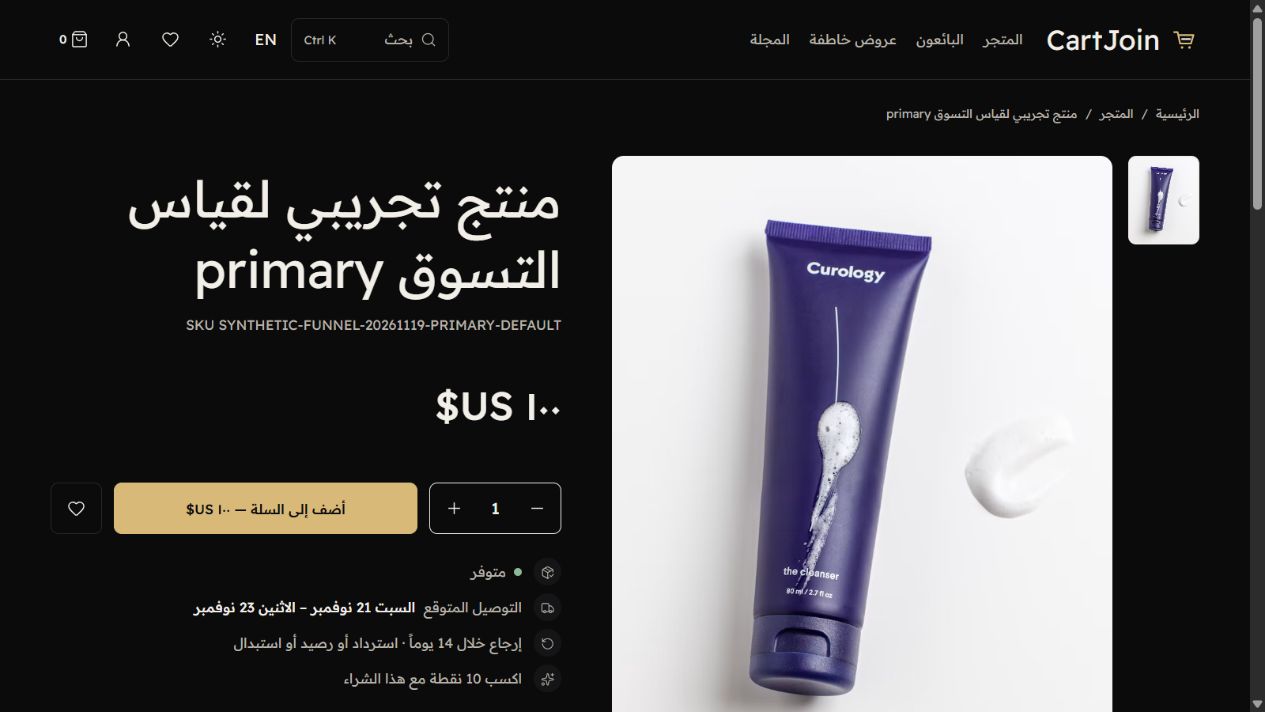 CartJoin
المتجر
البائعون
عروض خاطفة
المجلة
بحث
Ctrl K
EN
0
الرئيسية / المتجر / منتج تجريبي لقياس التسوق primary
منتج تجريبي لقياس
التسوق primary
SKU SYNTHETIC-FUNNEL-20261119-PRIMARY-DEFAULT
١٠٠ US$
1
أضف إلى السلة — ١٠٠ US$
متوفر
التوصيل المتوقع السبت 21 نوفمبر – الاثنين 23 نوفمبر
إرجاع خلال 14 يوماً · استرداد أو رصيد أو استبدال
اكسب 10 نقطة مع هذا الشراء
Curology
the cleanser
80 ml / 2.7 fl oz